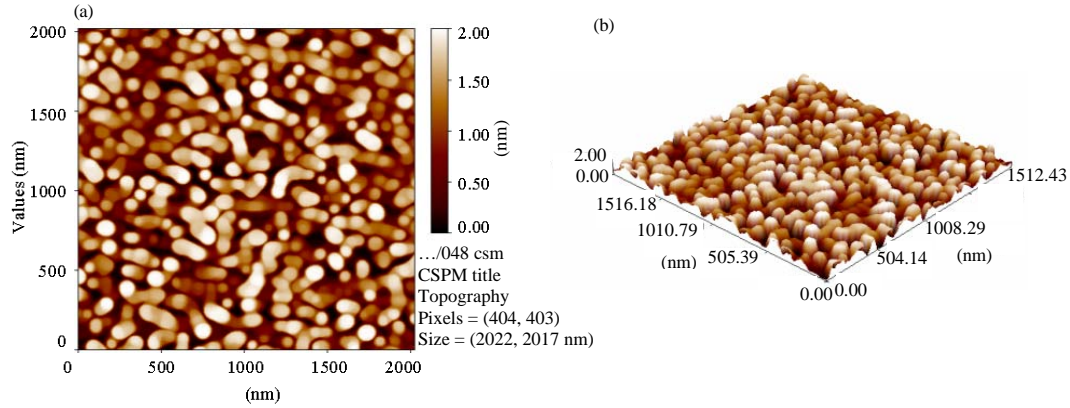 (a)
2000
1500
1000
500
0
Values (nm)
0
500
1000
1500
2000
(nm)
2.00
1.50
1.00
0.50
0.00
(nm)
…/048 csm
CSPM title
Topography
Pixels = (404, 403)
Size = (2022, 2017 nm)
(b)
2.00
0.00
1516.18
1010.79
505.39
0.00
(nm)
0.00
504.14
1008.29
1512.43
(nm)